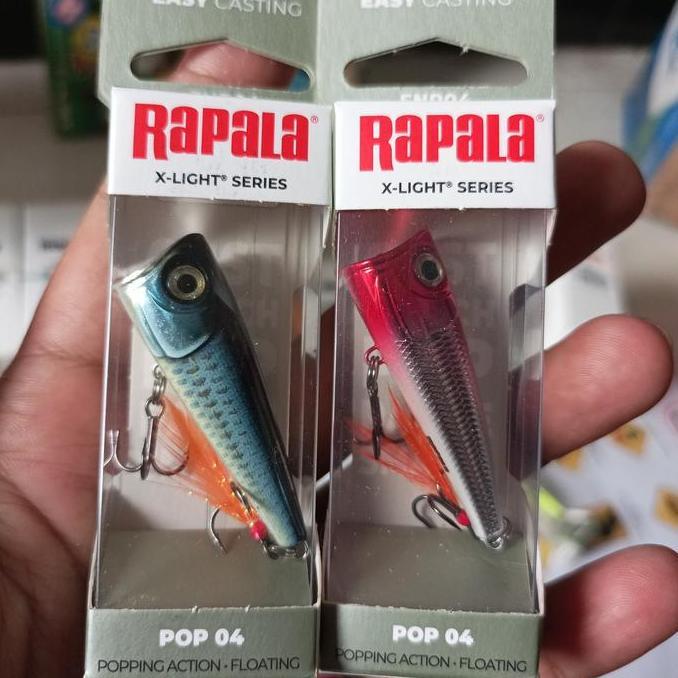 EASY CASTING
EASY CASTING
ENP04
Rapala®
X-LIGHT® SERIES
Rapala®
X-LIGHT® SERIES
POP 04
POPPING ACTION • FLOATING
POP 04
POPPING ACTION • FLOATING